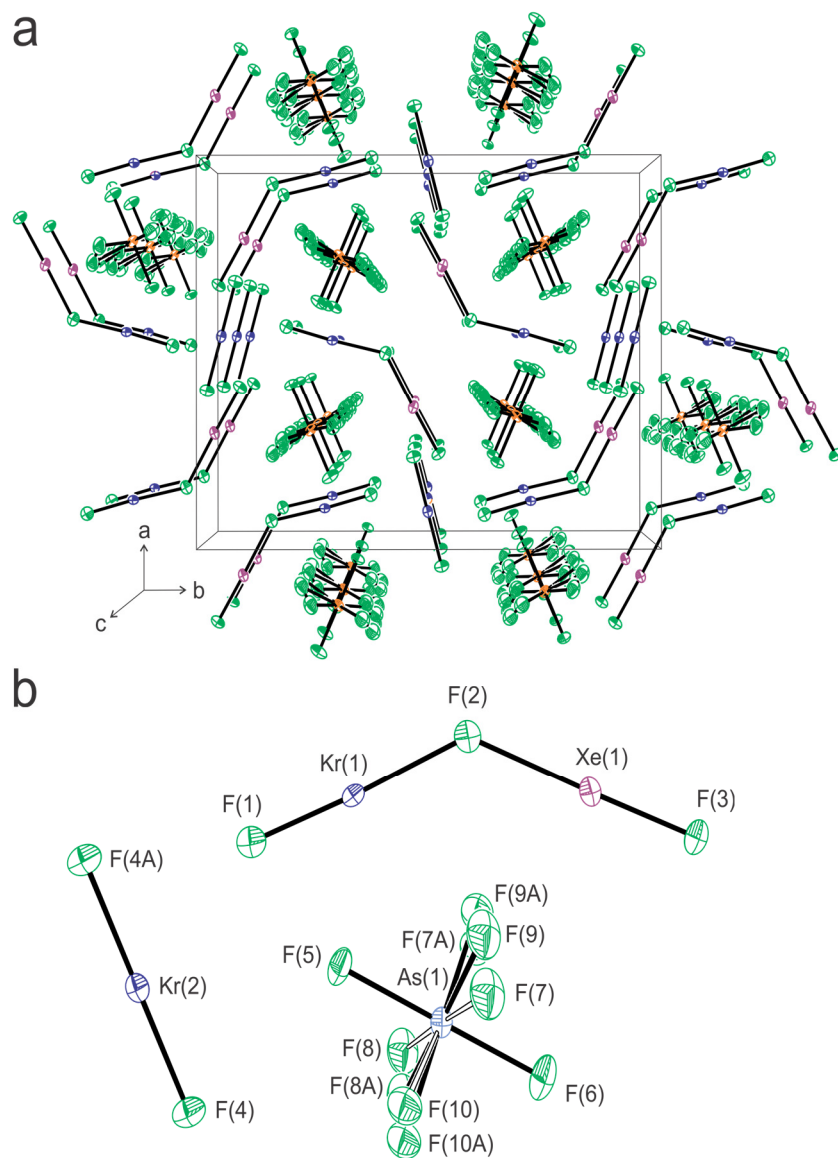 a
a
b
c
b
F(2)
Kr(1)
Xe(1)
F(1)
F(3)
F(4A)
F(9A)
F(7A)
F(9)
F(5)
As(1)
F(7)
Kr(2)
F(8)
F(8A)
F(6)
F(10)
F(4)
F(10A)